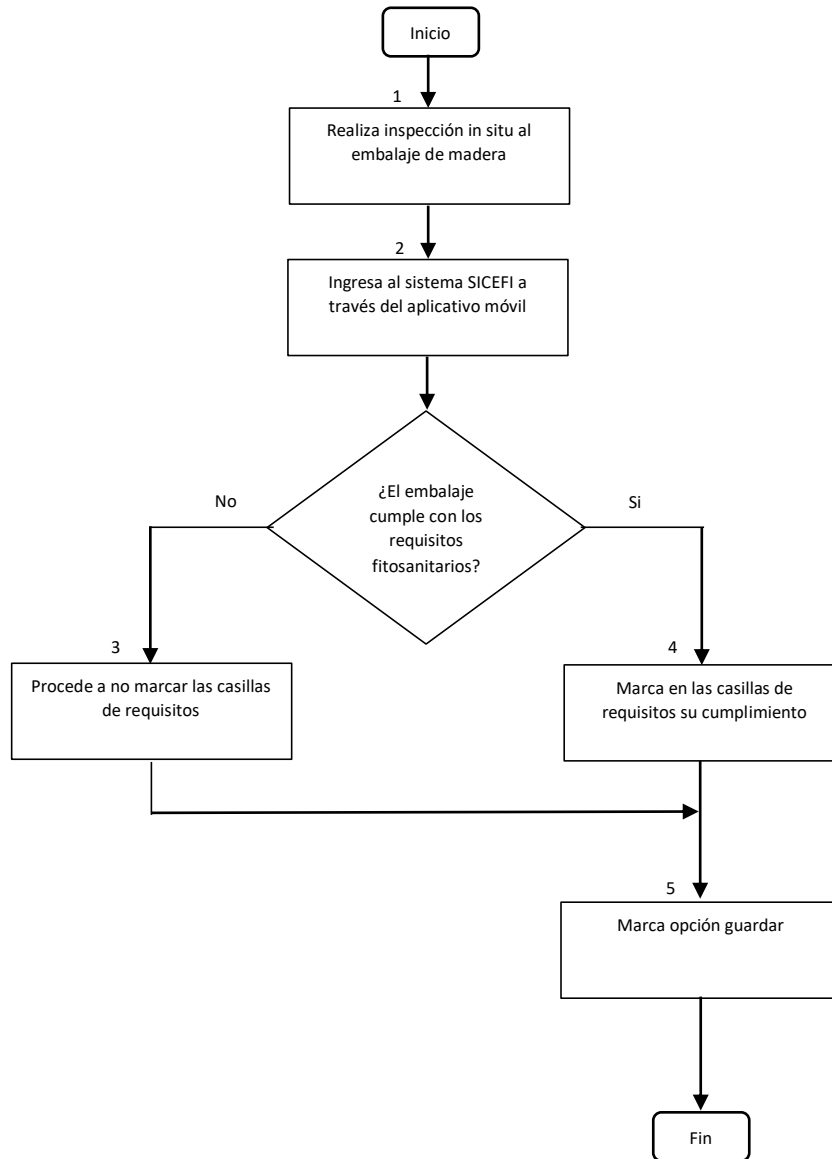 Inicio
1
Realiza inspección in situ al
embalaje de madera
2
Ingresa al sistema SICEFI a
través del aplicativo móvil
¿El embalaje
cumple con los
requisitos
fitosanitarios?
No
Si
3
Procede a no marcar las casillas
de requisitos
4
Marca en las casillas de
requisitos su cumplimiento
5
Marca opción guardar
Fin